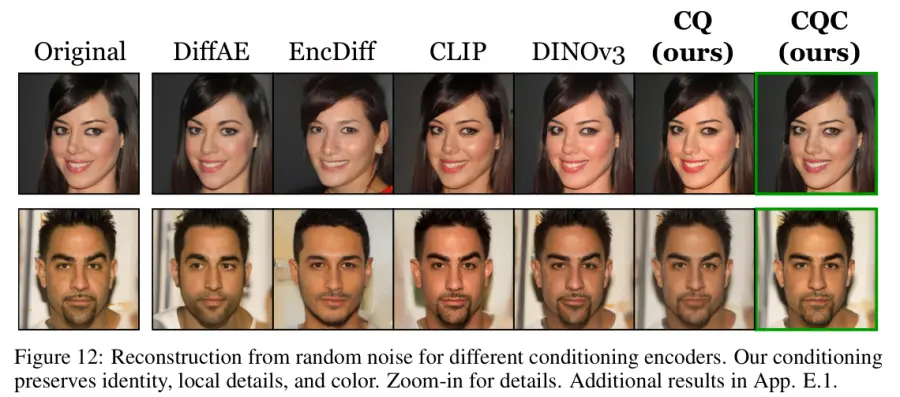 Original DiffAE EncDiff CLIP DINOv3 CQ (ours) CQC (ours)
Figure 12: Reconstruction from random noise for different conditioning encoders. Our conditioning
preserves identity, local details, and color. Zoom-in for details. Additional results in App. E.1.